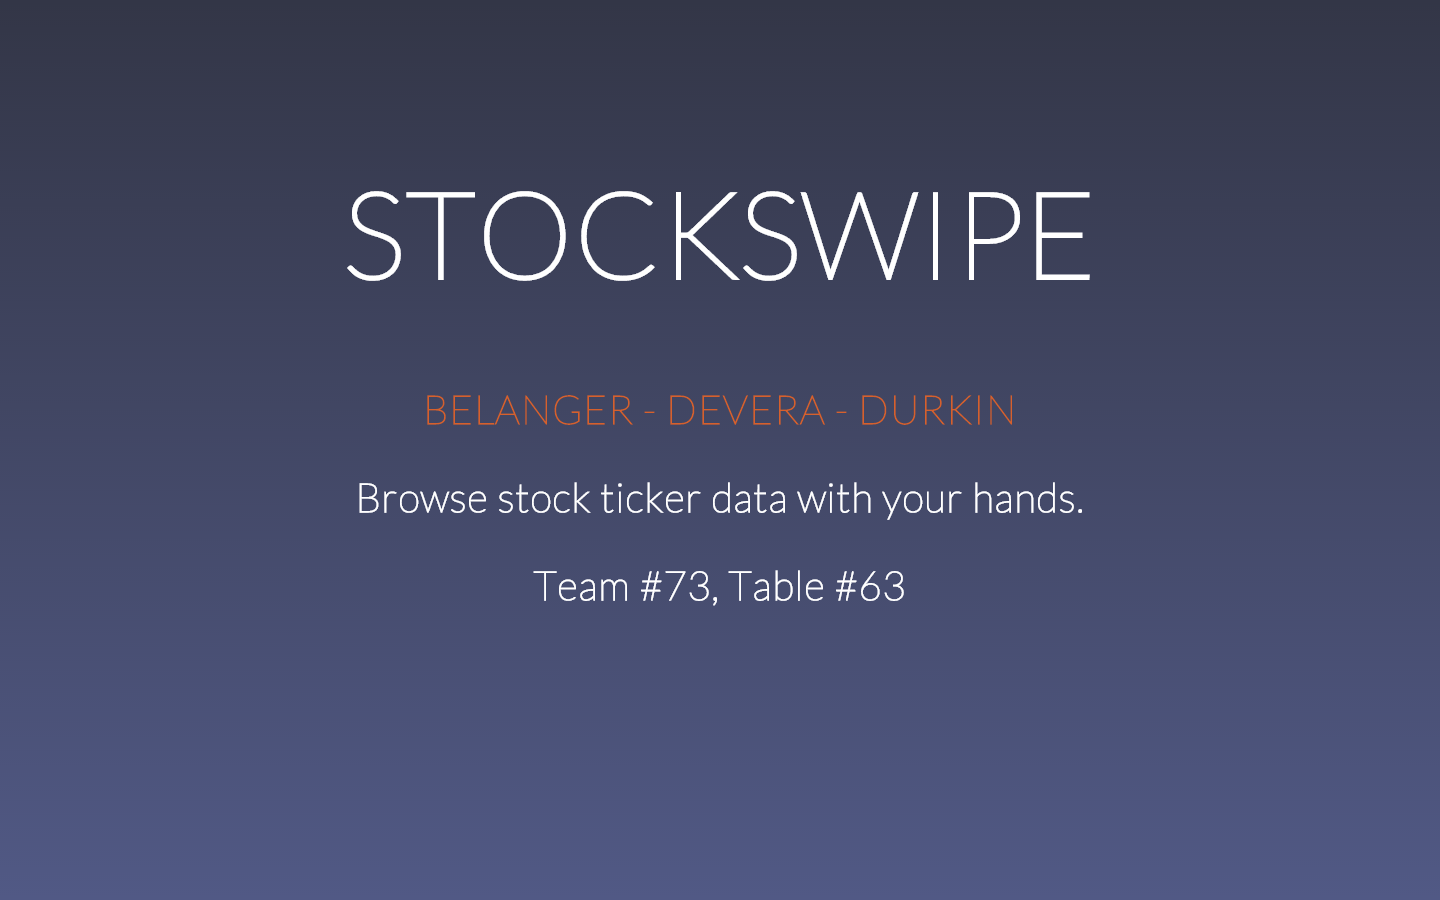 STOCKSWIPE
BELANGER - DEVERA - DURKIN
Browse stock ticker data with your hands.
Team #73, Table #63